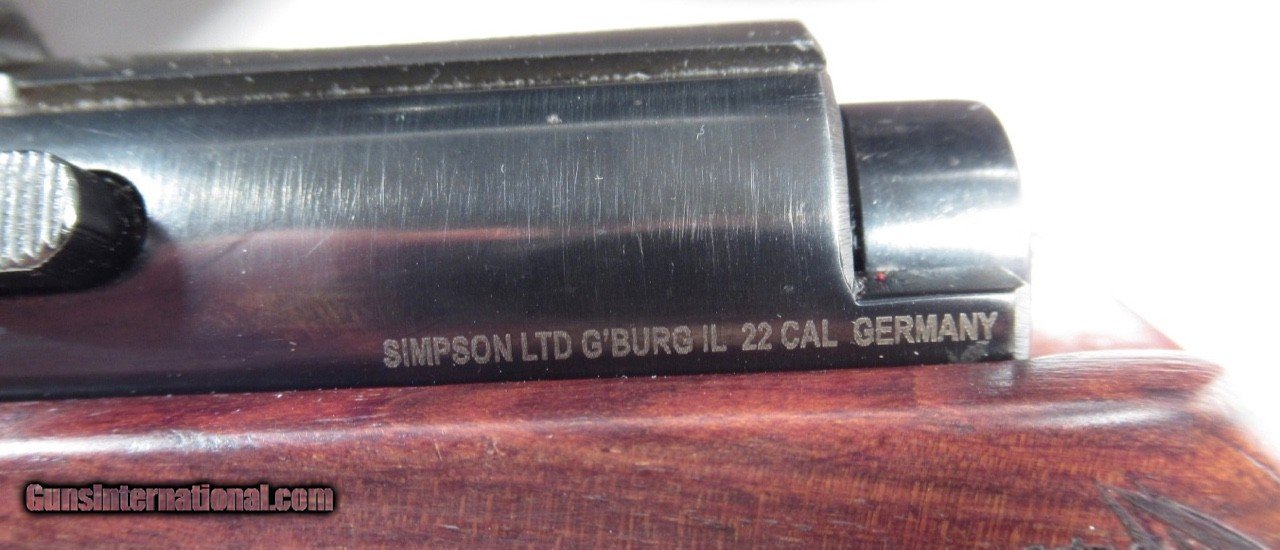 SIMPSON LTD G'BURG IL 22 CAL GERMANY
GunsInternational.com